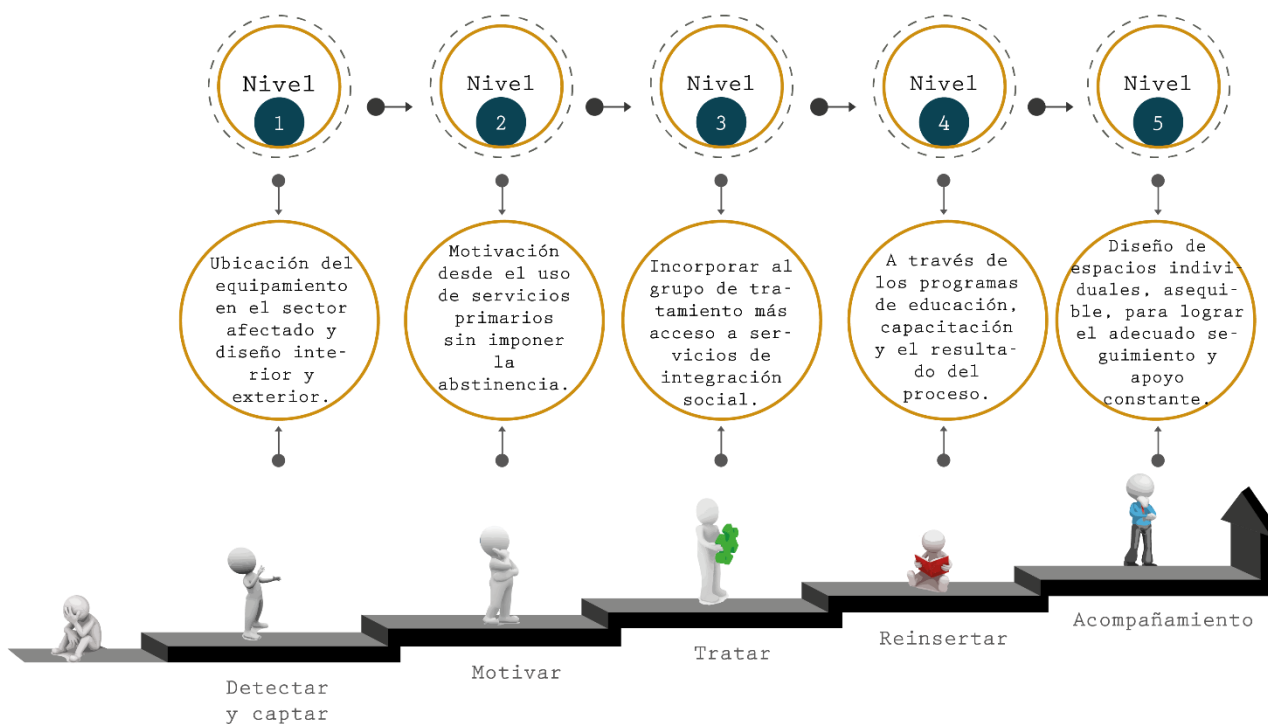 Nivel
1
Nivel
2
Nivel
3
Nivel
4
Nivel
5
Ubicación del
equipamiento
en el sector
afectado y
diseño inte-
rior y
exterior.
Motivación
desde el uso
de servicios
primarios
sin imponer
la
abstinencia.
Incorporar al
grupo de tra-
tamiento más
acceso a ser-
vicios de
integración
social.
A través de
los programas
de educación,
capacitación
y el resulta-
do del
proceso.
Diseño de
espacios indivi-
duales, asequi-
ble, para lograr
el adecuado se-
guimiento y
apoyo
constante.
Detectar
y captar
Motivar
Tratar
Reinsertar
Acompañamiento